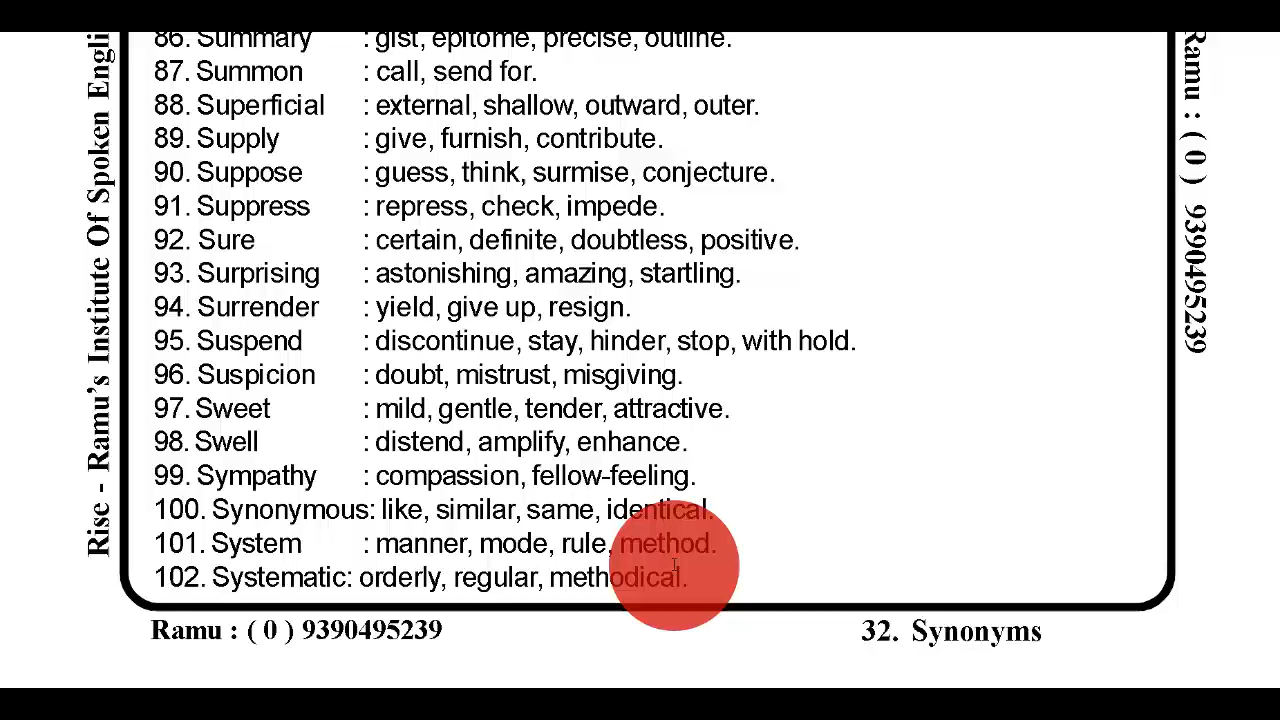 86. Summary : gist, epitome, precise, outline.
87. Summon : call, send for.
88. Superficial : external, shallow, outward, outer.
89. Supply : give, furnish, contribute.
90. Suppose : guess, think, surmise, conjecture.
91. Suppress : repress, check, impede.
92. Sure : certain, definite, doubtless, positive.
93. Surprising : astonishing, amazing, startling.
94. Surrender : yield, give up, resign.
95. Suspend : discontinue, stay, hinder, stop, with hold.
96. Suspicion : doubt, mistrust, misgiving.
97. Sweet : mild, gentle, tender, attractive.
98. Swell : distend, amplify, enhance.
99. Sympathy : compassion, fellow-feeling.
100. Synonymous: like, similar, same, identical.
101. System : manner, mode, rule, method.
102. Systematic: orderly, regular, methodical.
Ramu : ( 0 ) 9390495239
32. Synonyms
Rise - Ramu's Institute Of Spoken Engli
Ramu : ( 0 ) 9390495239